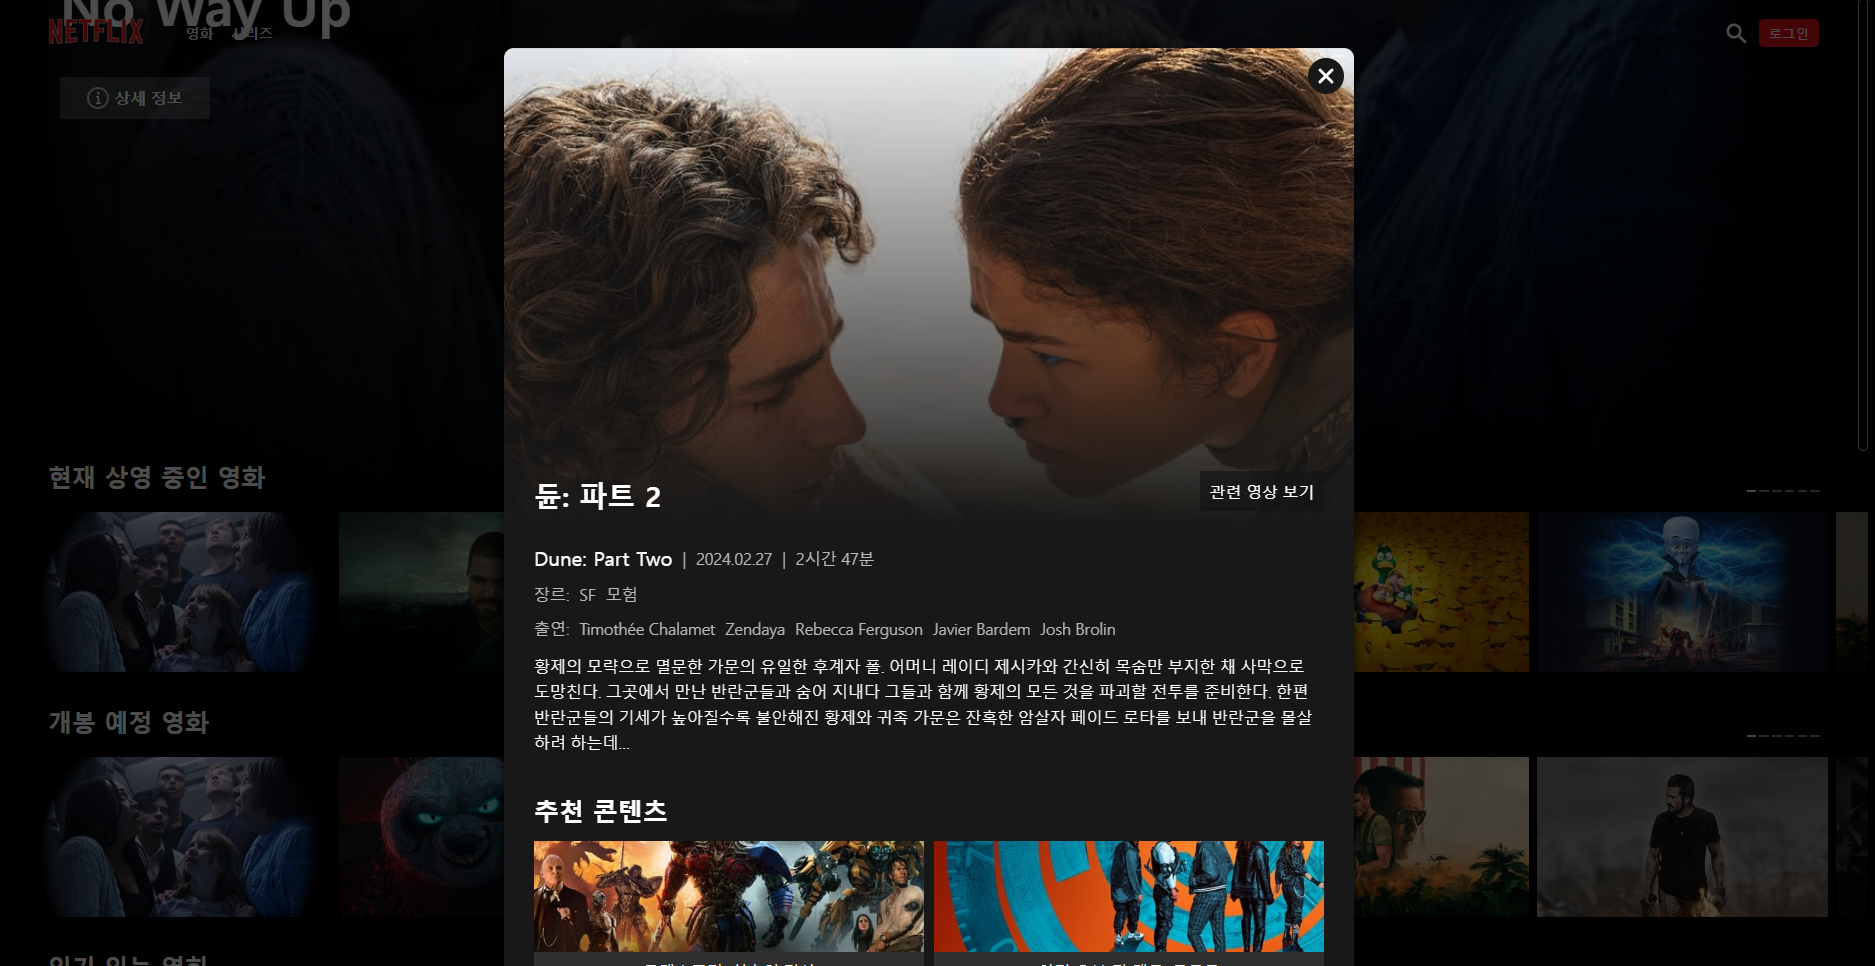 No Way Up
NETFLIX
영화 시리즈
로그인
상세 정보
듄: 파트 2
관련 영상 보기
Dune: Part Two | 2024.02.27 | 2시간 47분
장르: SF 모험
출연: Timothée Chalamet Zendaya Rebecca Ferguson Javier Bardem Josh Brolin
황제의 모략으로 멸문한 가문의 유일한 후계자 폴. 어머니 레이디 제시카와 간신히 목숨만 부지한 채 사막으로
도망친다. 그곳에서 만난 반란군들과 숨어 지내다 그들과 함께 황제의 모든 것을 파괴할 전투를 준비한다. 한편
반란군들의 기세가 높아질수록 불안해진 황제와 귀족 가문은 잔혹한 암살자 페이드 로타를 보내 반란군을 몰살
하려 하는데…
추천 콘텐츠
현재 상영 중인 영화
개봉 예정 영화
인기 있는 영화